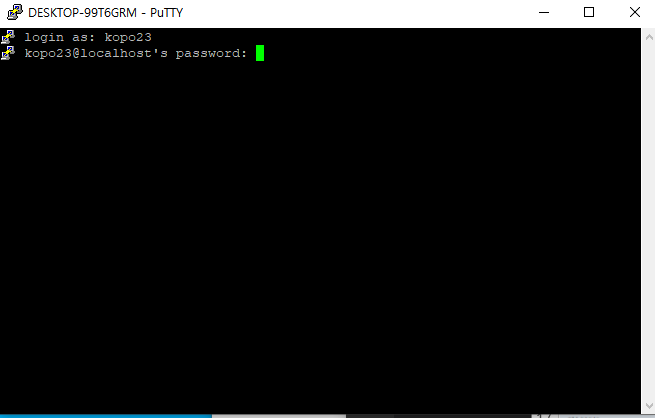 DESKTOP-99T6GRM - PuTTY
login as: kopo23
kopo23@localhost's password: